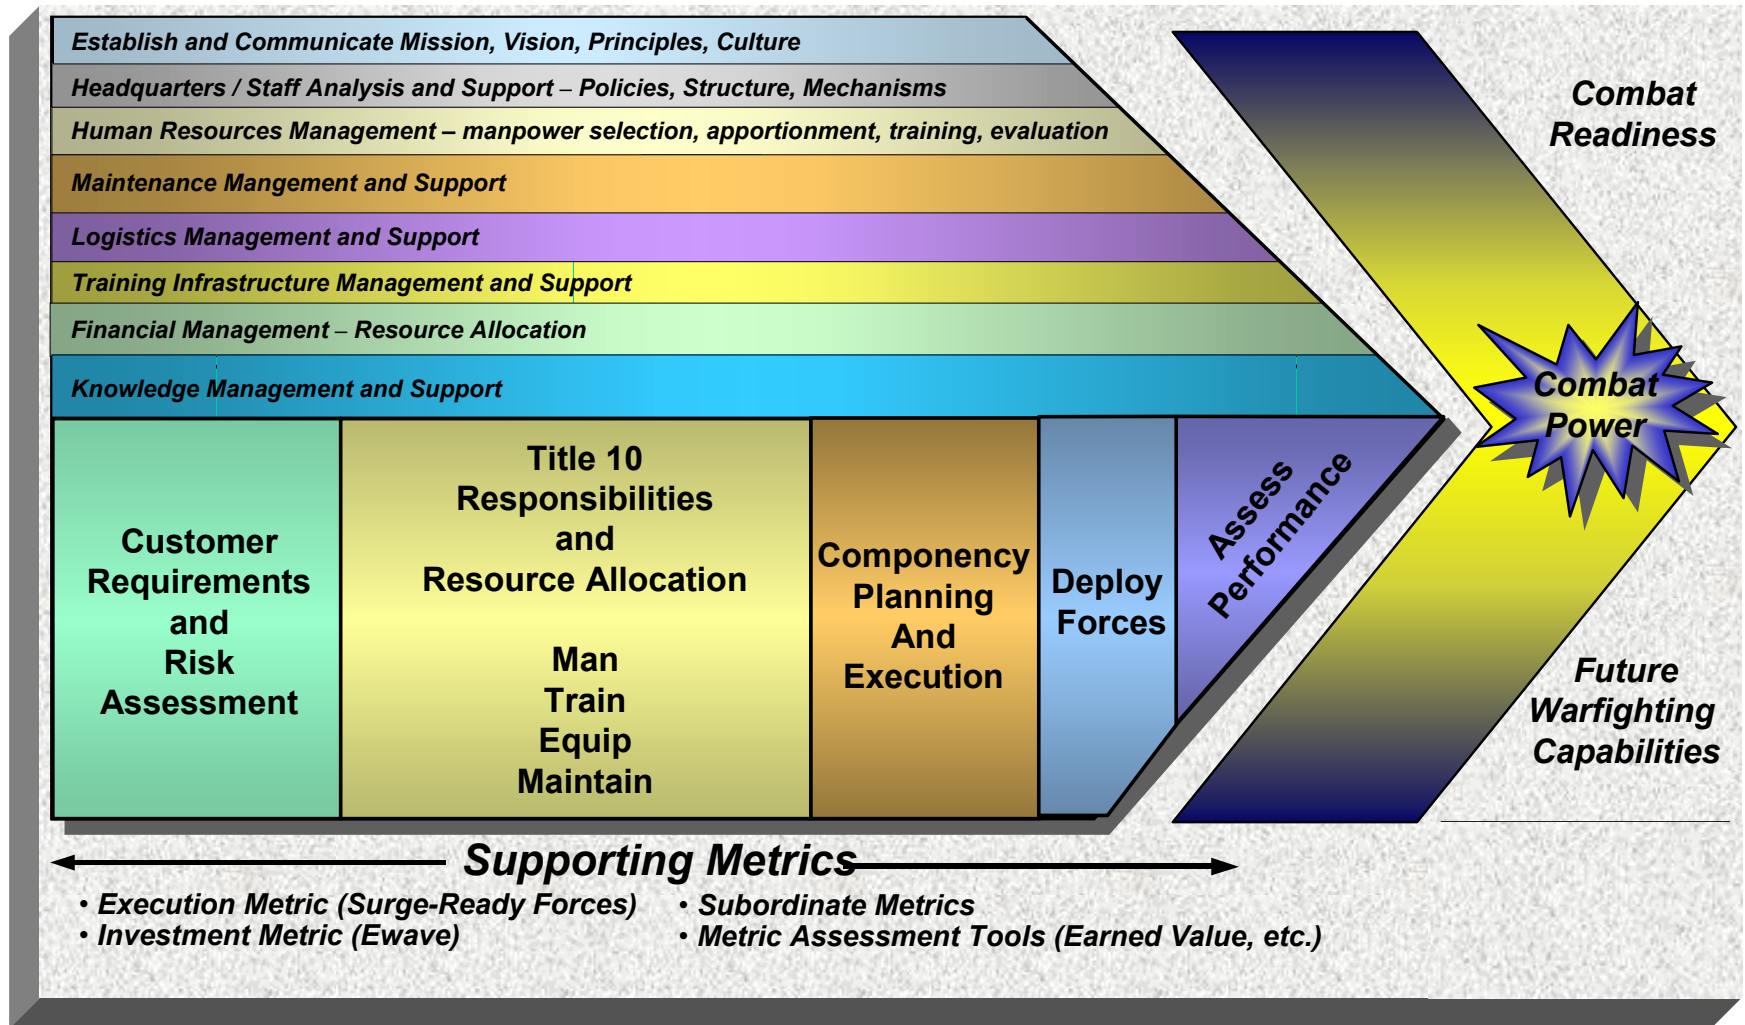 Establish and Communicate Mission, Vision, Principles, Culture
Headquarters / Staff Analysis and Support – Policies, Structure, Mechanisms
Human Resources Management – manpower selection, apportionment, training, evaluation
Maintenance Mangement and Support
Logistics Management and Support
Training Infrastructure Management and Support
Financial Management – Resource Allocation
Knowledge Management and Support
Customer
Requirements
and
Risk
Assessment
Title 10
Responsibilities
and
Resource Allocation
Man
Train
Equip
Maintain
Componency
Planning
And
Execution
Deploy
Forces
Assess
Performance
Combat
Readiness
Combat
Power
Future
Warfighting
Capabilities
Supporting Metrics
• Execution Metric (Surge-Ready Forces)
• Investment Metric (Ewave)
• Subordinate Metrics
• Metric Assessment Tools (Earned Value, etc.)